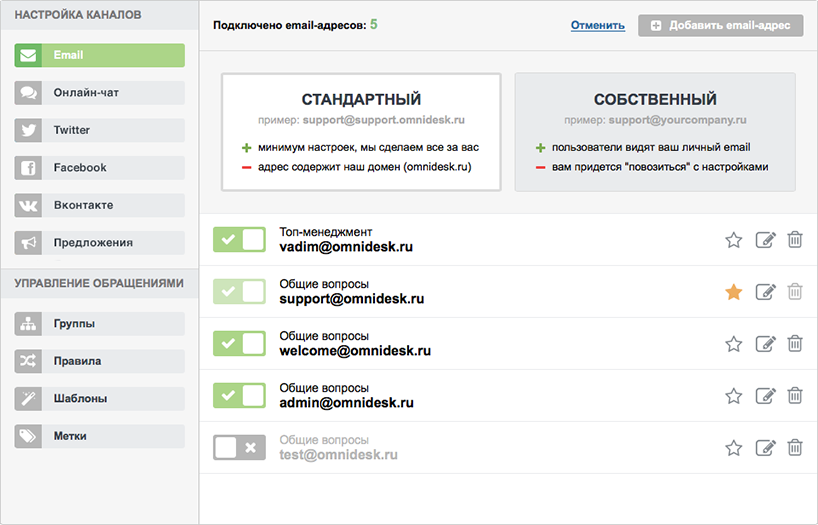 НАСТРОЙКА КАНАЛОВ
Email
Онлайн-чат
Twitter
Facebook
Вконтакте
Предложения
УПРАВЛЕНИЕ ОБРАЩЕНИЯМИ
Группы
Правила
Шаблоны
Метки
Подключено email-адресов: 5
Отменить
Добавить email-адрес
СТАНДАРТНЫЙ
пример: support@support.omnidesk.ru
+ минимум настроек, мы сделаем все за вас
− адрес содержит наш домен (omnidesk.ru)
СОБСТВЕННЫЙ
пример: support@yourcompany.ru
+ пользователи видят ваш личный email
− вам придется "повозиться" с настройками
Топ-менеджмент
vadim@omnidesk.ru
Общие вопросы
support@omnidesk.ru
Общие вопросы
welcome@omnidesk.ru
Общие вопросы
admin@omnidesk.ru
Общие вопросы
test@omnidesk.ru